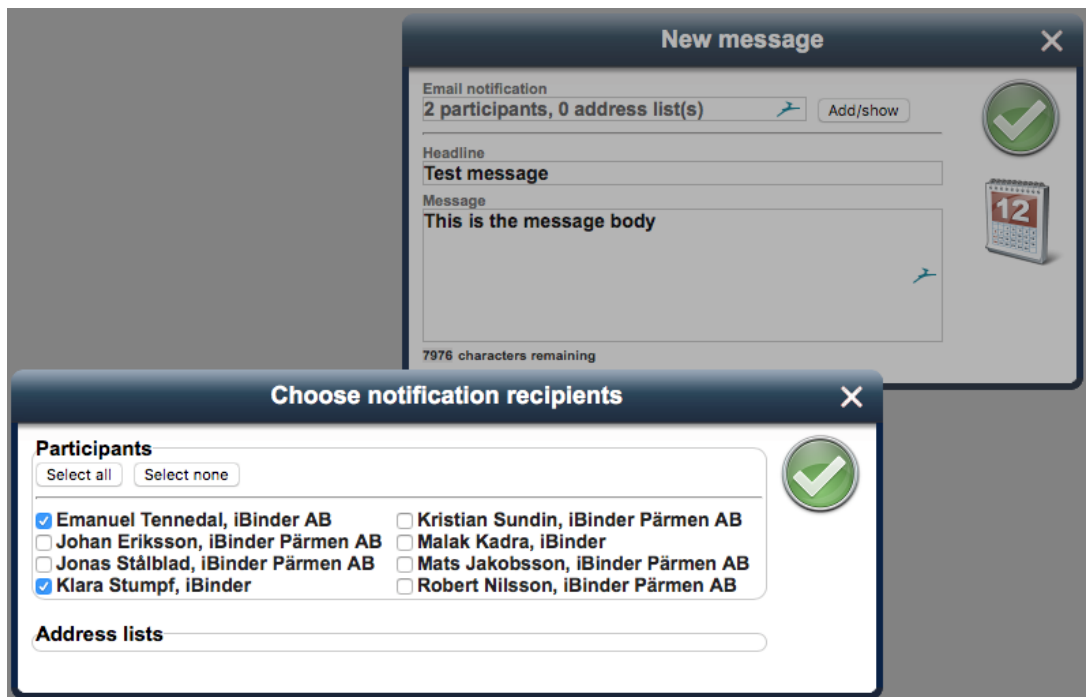 New message
Email notification
2 participants, 0 address list(s)
Add/show
Headline
Test message
Message
This is the message body
12
7976 characters remaining
Choose notification recipients
Participants
Select all Select none
Emanuel Tennedal, iBinder AB Kristian Sundin, iBinder Pärmen AB
Johan Eriksson, iBinder Pärmen AB Malak Kadra, iBinder
Jonas Stålblad, iBinder Pärmen AB Mats Jakobsson, iBinder Pärmen AB
Klara Stumpf, iBinder Robert Nilsson, iBinder Pärmen AB
Address lists